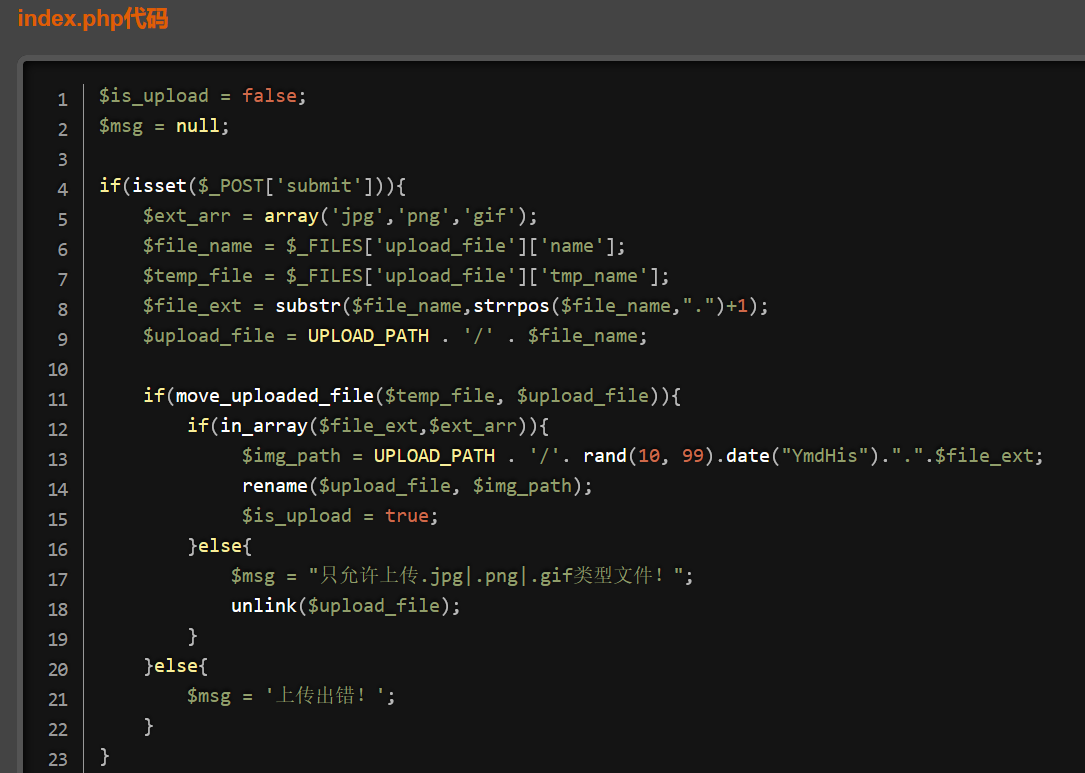 index.php代码
1 $is_upload = false;
2 $msg = null;
3
4 if(isset($_POST['submit'])){
5     $ext_arr = array('jpg','png','gif');
6     $file_name = $_FILES['upload_file']['name'];
7     $temp_file = $_FILES['upload_file']['tmp_name'];
8     $file_ext = substr($file_name,strrpos($file_name,".")+1);
9     $upload_file = UPLOAD_PATH . '/' . $file_name;
10
11     if(move_uploaded_file($temp_file, $upload_file)){
12         if(in_array($file_ext,$ext_arr)){
13              $img_path = UPLOAD_PATH . '/'. rand(10, 99).date("YmdHis").".".$file_ext;
14              rename($upload_file, $img_path);
15              $is_upload = true;
16         }else{
17             $msg = "只允许上传.jpg|.png|.gif类型文件！";
18             unlink($upload_file);
19         }
20     }else{
21         $msg = '上传出错！';
22     }
23 }